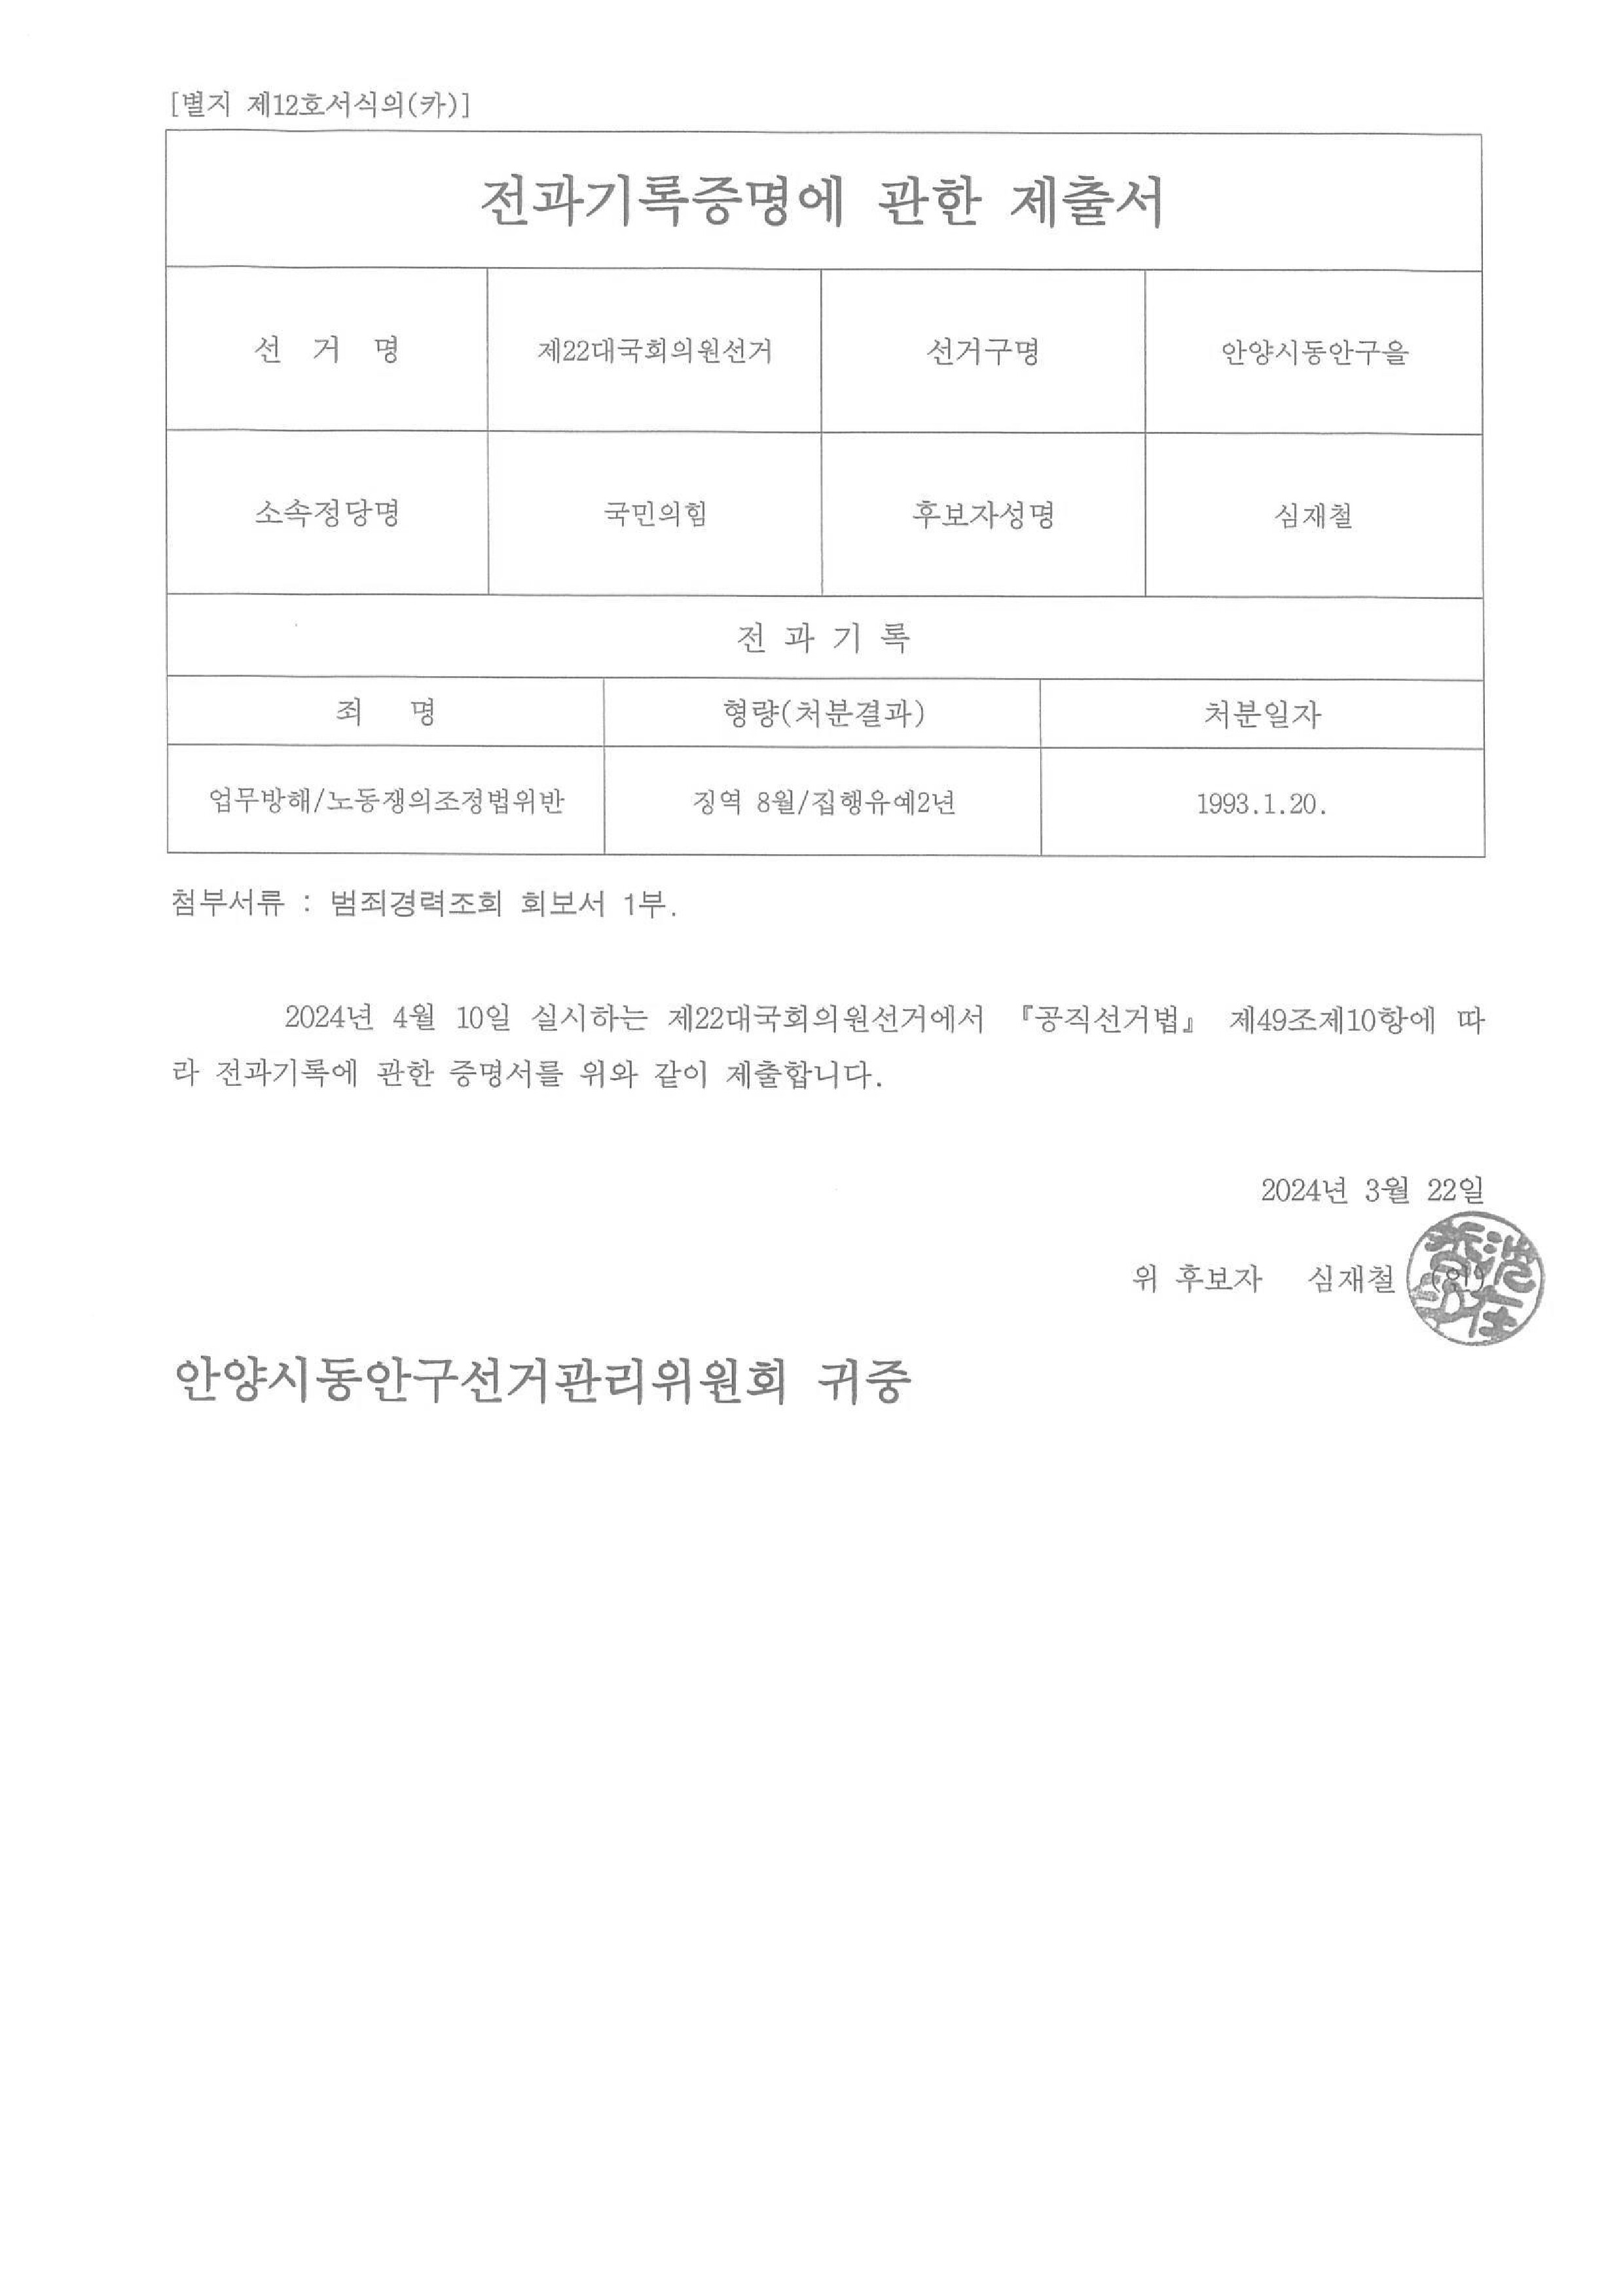 [별지 제12호서식의(카)]
전과기록증명에 관한 제출서
선 거 명 제22대국회의원선거 선거구명 안양시동안구을
소속정당명 국민의힘 후보자성명 심재철
전 과 기 록
죄 명 형량(처분결과) 처분일자
업무방해/노동쟁의조정법위반 징역 8월/집행유예2년 1993.1.20.
첨부서류 : 범죄경력조회 회보서 1부.
2024년 4월 10일 실시하는 제22대국회의원선거에서 『공직선거법』 제49조제10항에 따
라 전과기록에 관한 증명서를 위와 같이 제출합니다.
2024년 3월 22일
위 후보자 심재철 (인)
안양시동안구선거관리위원회 귀중